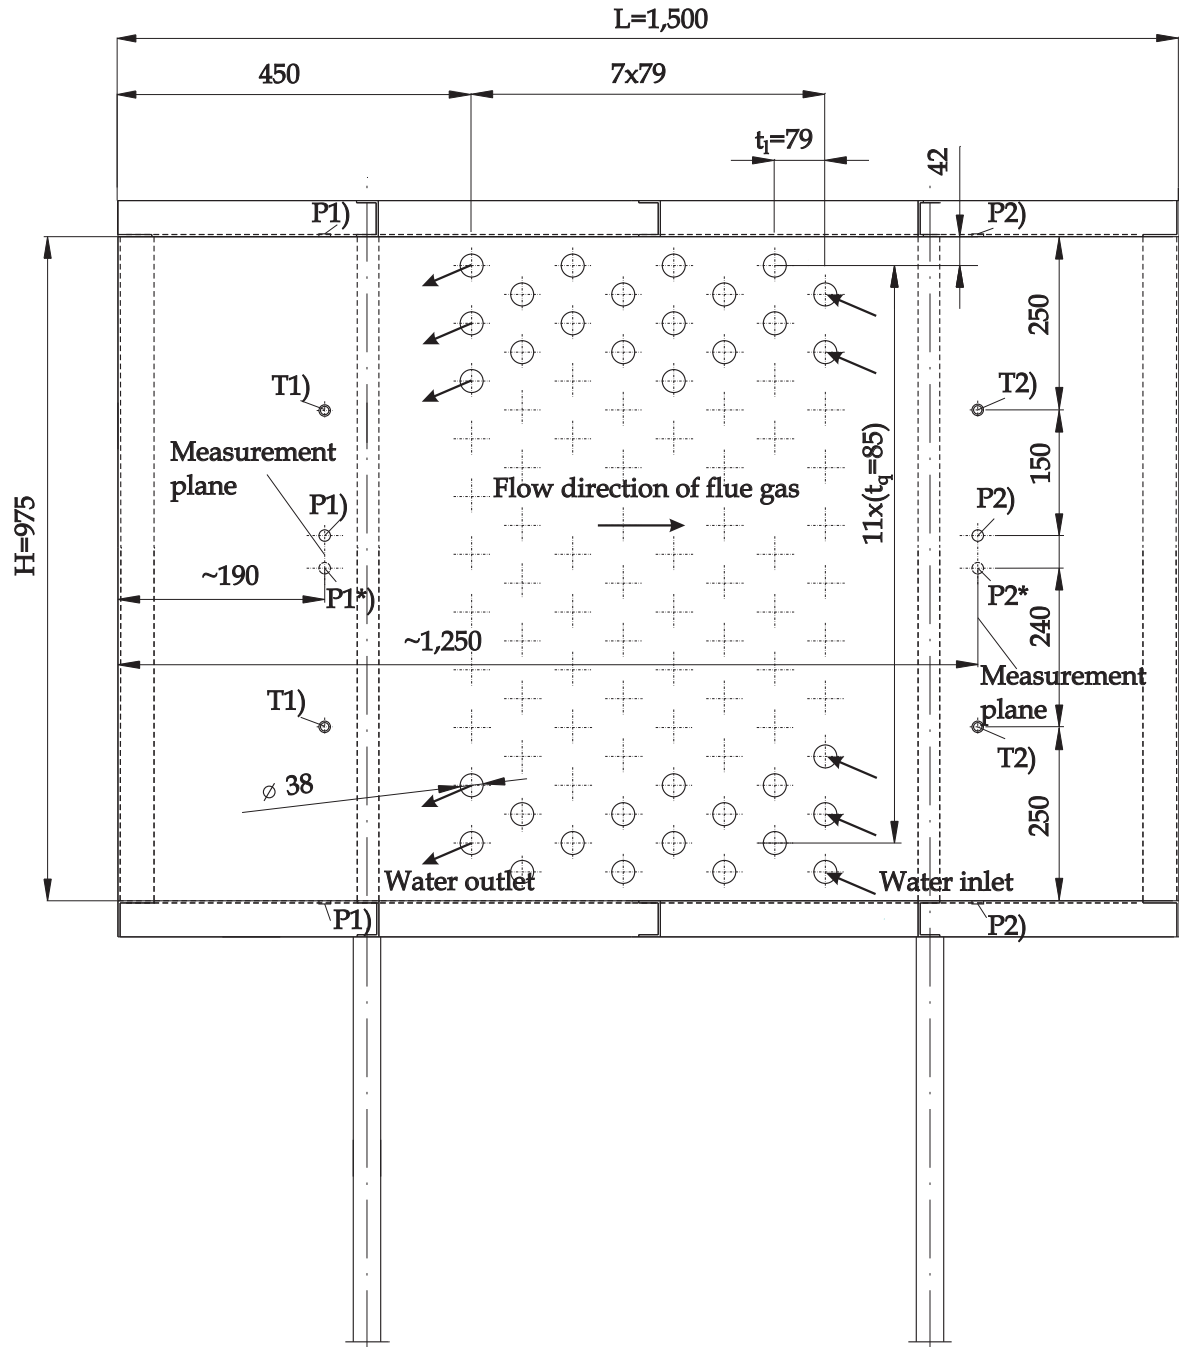 L=1,500
450
7x79
tl=79
42
P1)
P2)
250
T1)
T2)
Measurement
plane
11x(tq=85)
150
Flow direction of flue gas
P1)
P2)
H=975
~190
P1*)
P2*
240
~1,250
Measurement
plane
T1)
T2)
⌀ 38
250
Water outlet
Water inlet
P1)
P2)